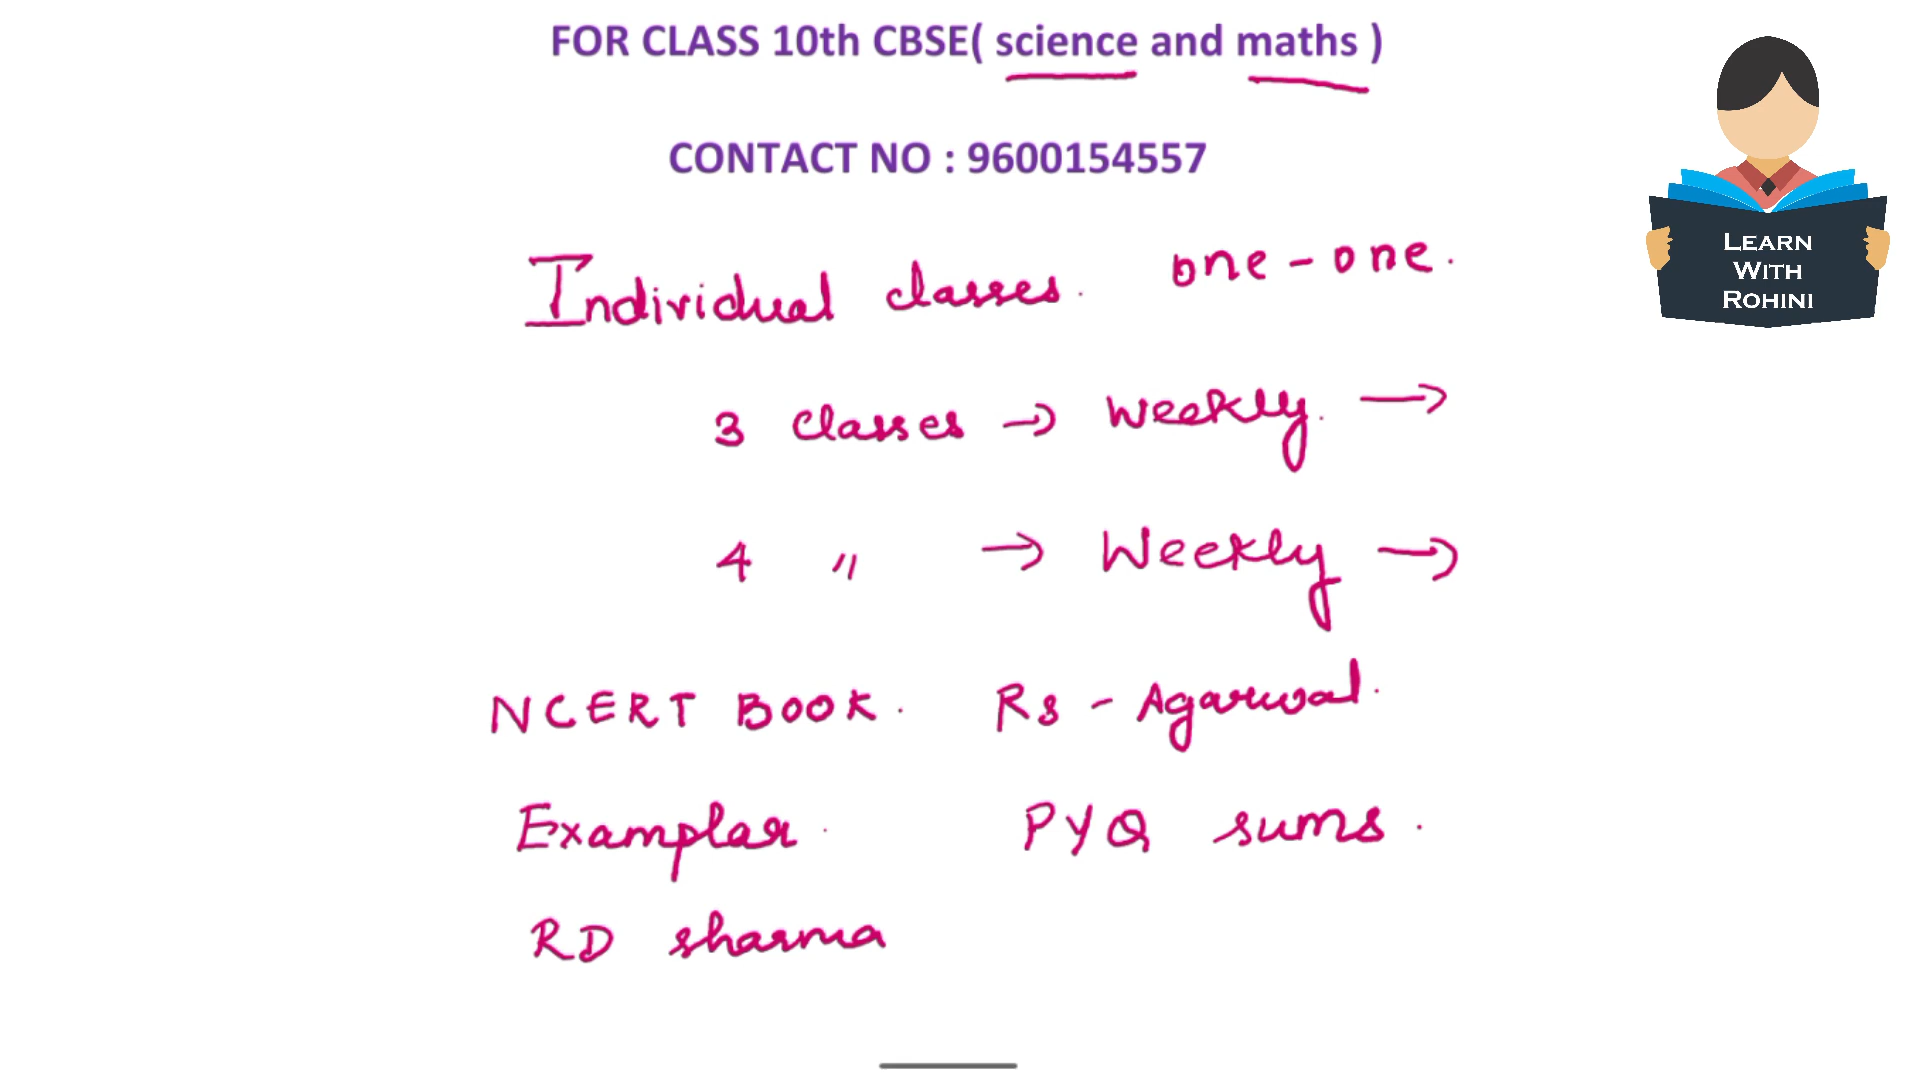 FOR CLASS 10th CBSE( science and maths )
CONTACT NO : 9600154557
LEARN
WITH
ROHINI
Individual classes. one-one.
3 classes → Weekly. →
4 〃 → Weekly →
NCERT BOOK. RS - Agarwal.
Examplar. PYQ sums.
RD sharma